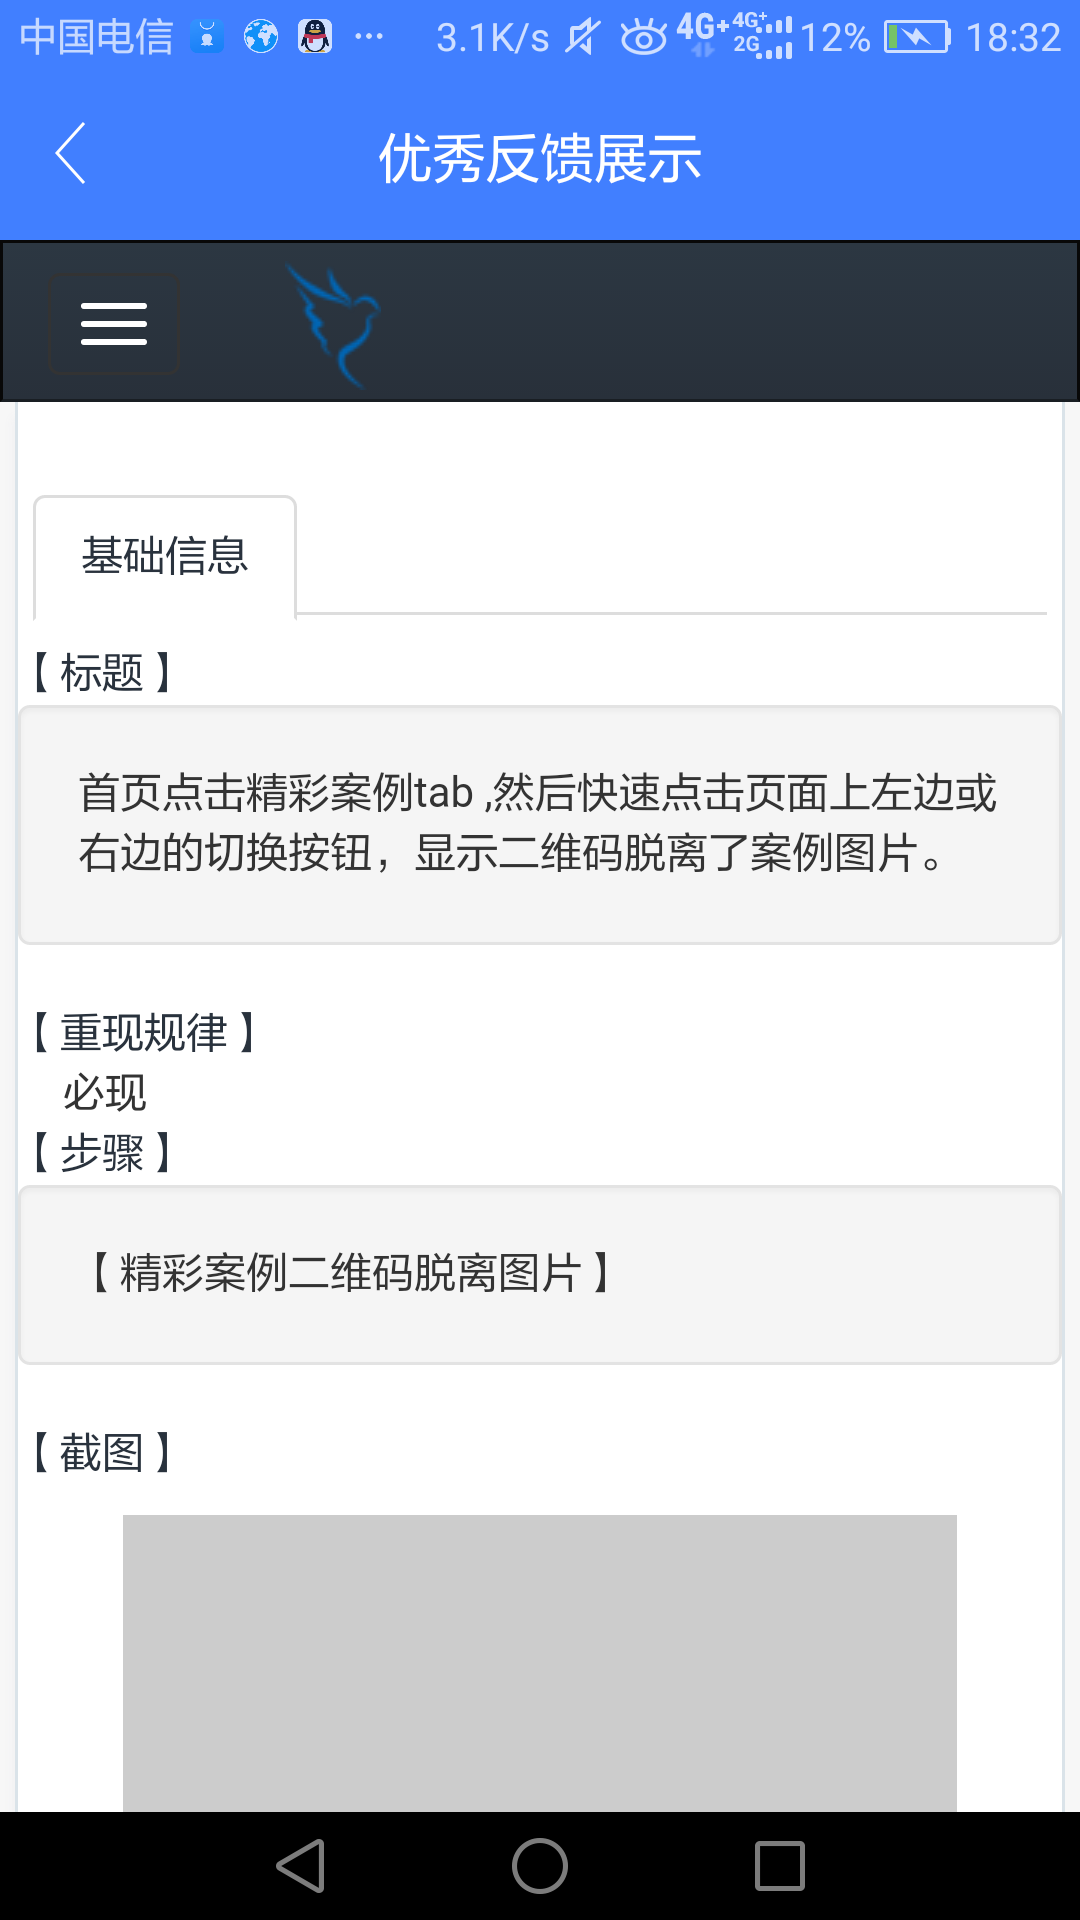 中国电信 ... 3.1K/s 4G+ 4G+ 2G 12% 18:32
优秀反馈展示
基础信息
【标题】
首页点击精彩案例tab ,然后快速点击页面上左边或
右边的切换按钮，显示二维码脱离了案例图片。
【重现规律】
必现
【步骤】
【精彩案例二维码脱离图片】
【截图】